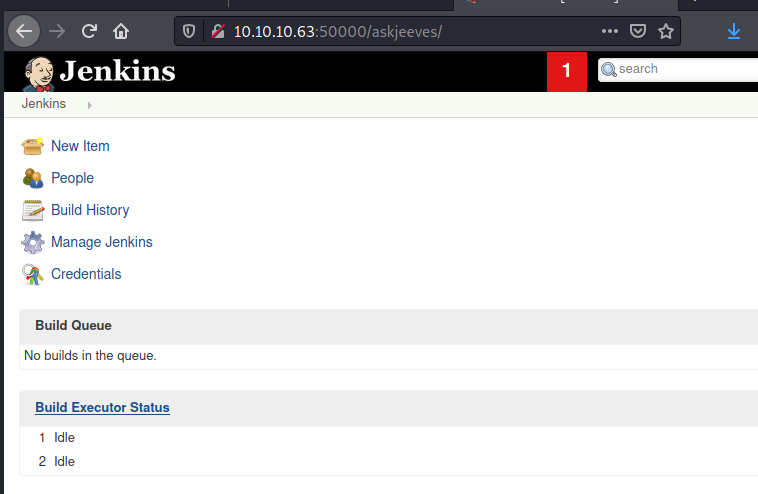 10.10.10.63:50000/askjeeves/
Jenkins
1
search
Jenkins
New Item
People
Build History
Manage Jenkins
Credentials
Build Queue
No builds in the queue.
Build Executor Status
1 Idle
2 Idle